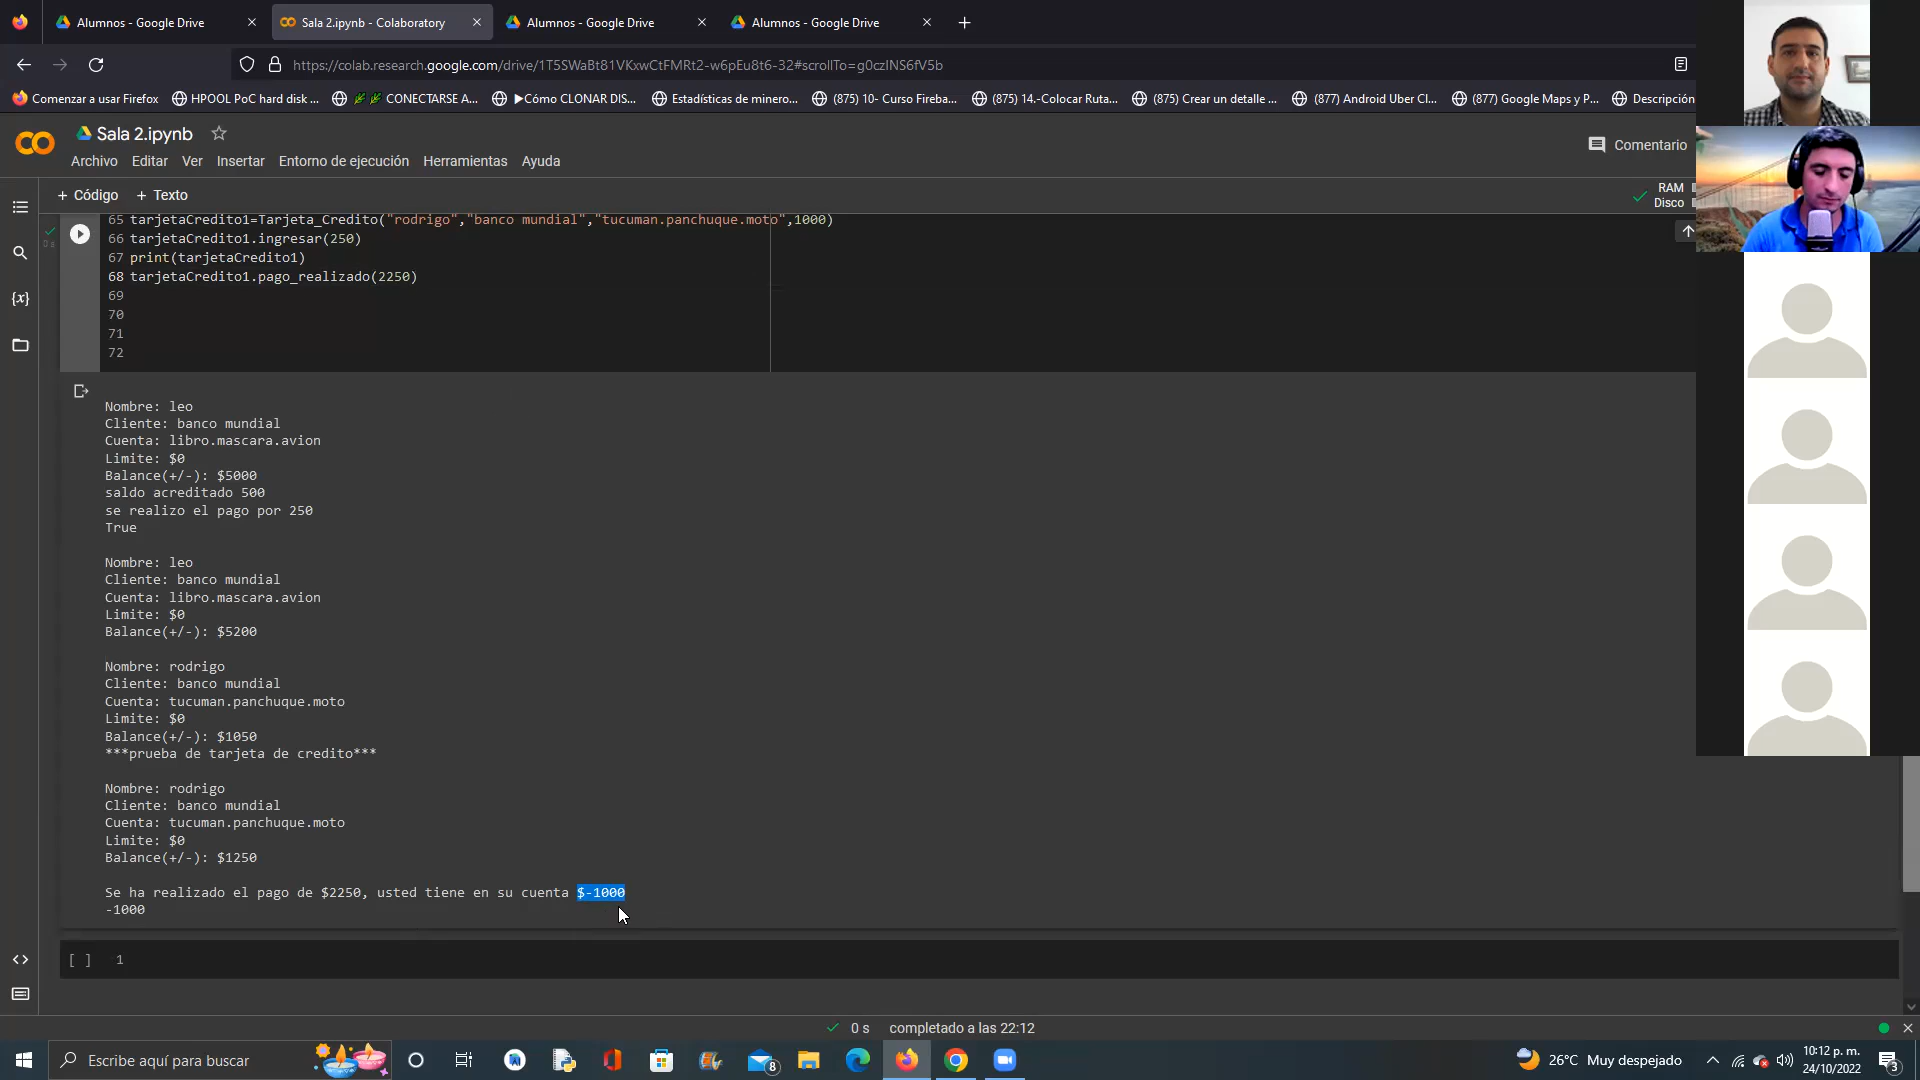 Alumnos - Google Drive
Sala 2.ipynb - Colaboratory
Alumnos - Google Drive
Alumnos - Google Drive
https://colab.research.google.com/drive/1T5SWaBt81VKxwCtFMRt2-w6pEu8t6-32#scrollTo=g0czINS6fV5b
Comenzar a usar Firefox
HPOOL PoC hard disk ...
CONECTARSE A...
▶Cómo CLONAR DIS...
Estadísticas de minero...
(875) 10- Curso Fireba...
(875) 14.-Colocar Ruta...
(875) Crear un detalle ...
(877) Android Uber Cl...
(877) Google Maps y P...
Descripción
Sala 2.ipynb
Archivo Editar Ver Insertar Entorno de ejecución Herramientas Ayuda
Comentario
+ Código + Texto
RAM
Disco
65 tarjetaCredito1=Tarjeta_Credito("rodrigo","banco mundial","tucuman.panchuque.moto",1000)
66 tarjetaCredito1.ingresar(250)
67 print(tarjetaCredito1)
68 tarjetaCredito1.pago_realizado(2250)
69
70
71
72
Nombre: leo
Cliente: banco mundial
Cuenta: libro.mascara.avion
Limite: $0
Balance(+/-): $5000
saldo acreditado 500
se realizo el pago por 250
True
Nombre: leo
Cliente: banco mundial
Cuenta: libro.mascara.avion
Limite: $0
Balance(+/-): $5200
Nombre: rodrigo
Cliente: banco mundial
Cuenta: tucuman.panchuque.moto
Limite: $0
Balance(+/-): $1050
***prueba de tarjeta de credito***
Nombre: rodrigo
Cliente: banco mundial
Cuenta: tucuman.panchuque.moto
Limite: $0
Balance(+/-): $1250
Se ha realizado el pago de $2250, usted tiene en su cuenta $-1000
-1000
[ ] 1
0 s completado a las 22:12
Escribe aquí para buscar
8
26°C Muy despejado
10:12 p. m.
24/10/2022
3